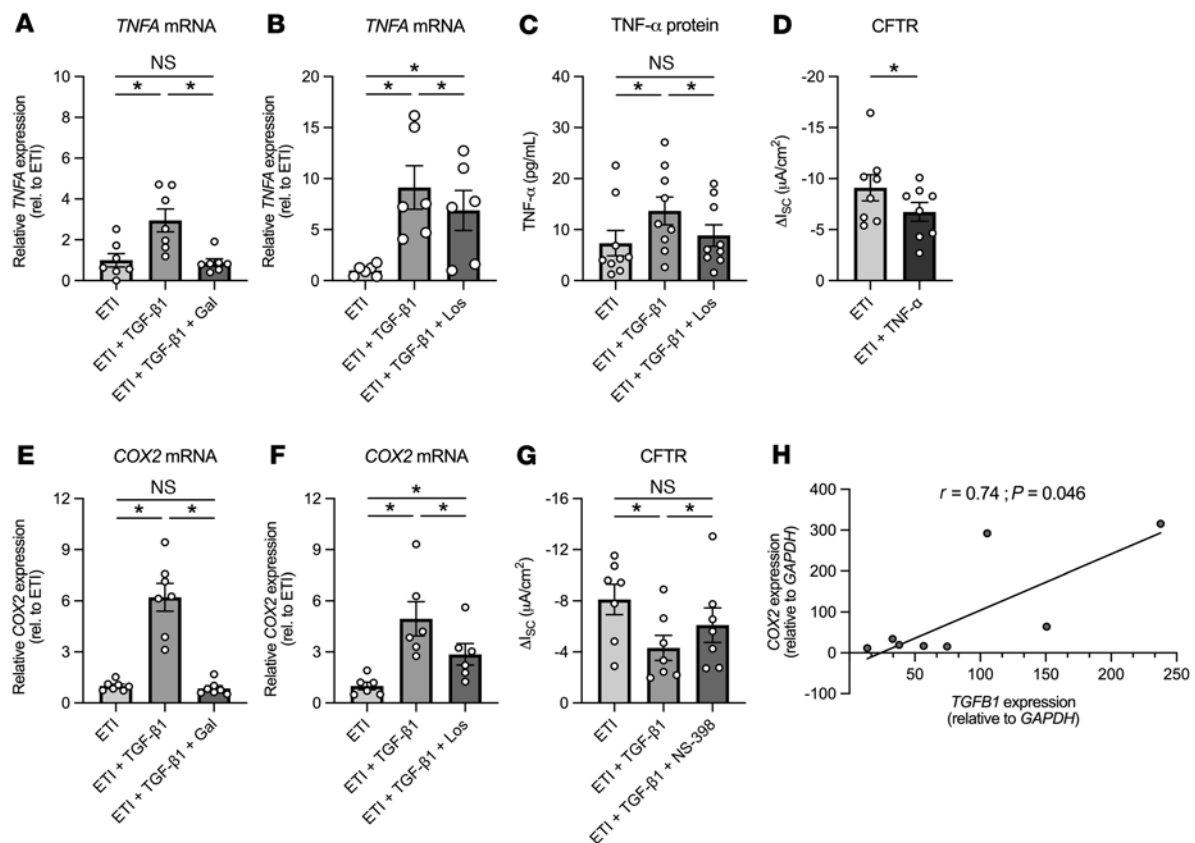 A
TNFA mRNA
NS
*
*
Relative TNFA expression
(rel. to ETI)
10
8
6
4
2
0
ETI
ETI + TGF-β1
ETI + TGF-β1 + Gal
B
TNFA mRNA
*
*
*
Relative TNFA expression
(rel. to ETI)
20
15
10
5
0
ETI
ETI + TGF-β1
ETI + TGF-β1 + Los
C
TNF-α protein
NS
*
*
TNF-α (pg/mL)
40
30
20
10
0
ETI
ETI + TGF-β1
ETI + TGF-β1 + Los
D
CFTR
*
ΔISC (μA/cm²)
-20
-15
-10
-5
0
ETI
ETI + TNF-α
E
COX2 mRNA
NS
*
*
Relative COX2 expression
(rel. to ETI)
12
9
6
3
0
ETI
ETI + TGF-β1
ETI + TGF-β1 + Gal
F
COX2 mRNA
*
*
*
Relative COX2 expression
(rel. to ETI)
12
9
6
3
0
ETI
ETI + TGF-β1
ETI + TGF-β1 + Los
G
CFTR
NS
*
*
ΔISC (μA/cm²)
-16
-12
-8
-4
0
ETI
ETI + TGF-β1
ETI + TGF-β1 + NS-398
H
r = 0.74 ; P = 0.046
COX2 expression
(relative to GAPDH)
400
300
200
100
0
-100
50
100
150
200
250
TGFB1 expression
(relative to GAPDH)